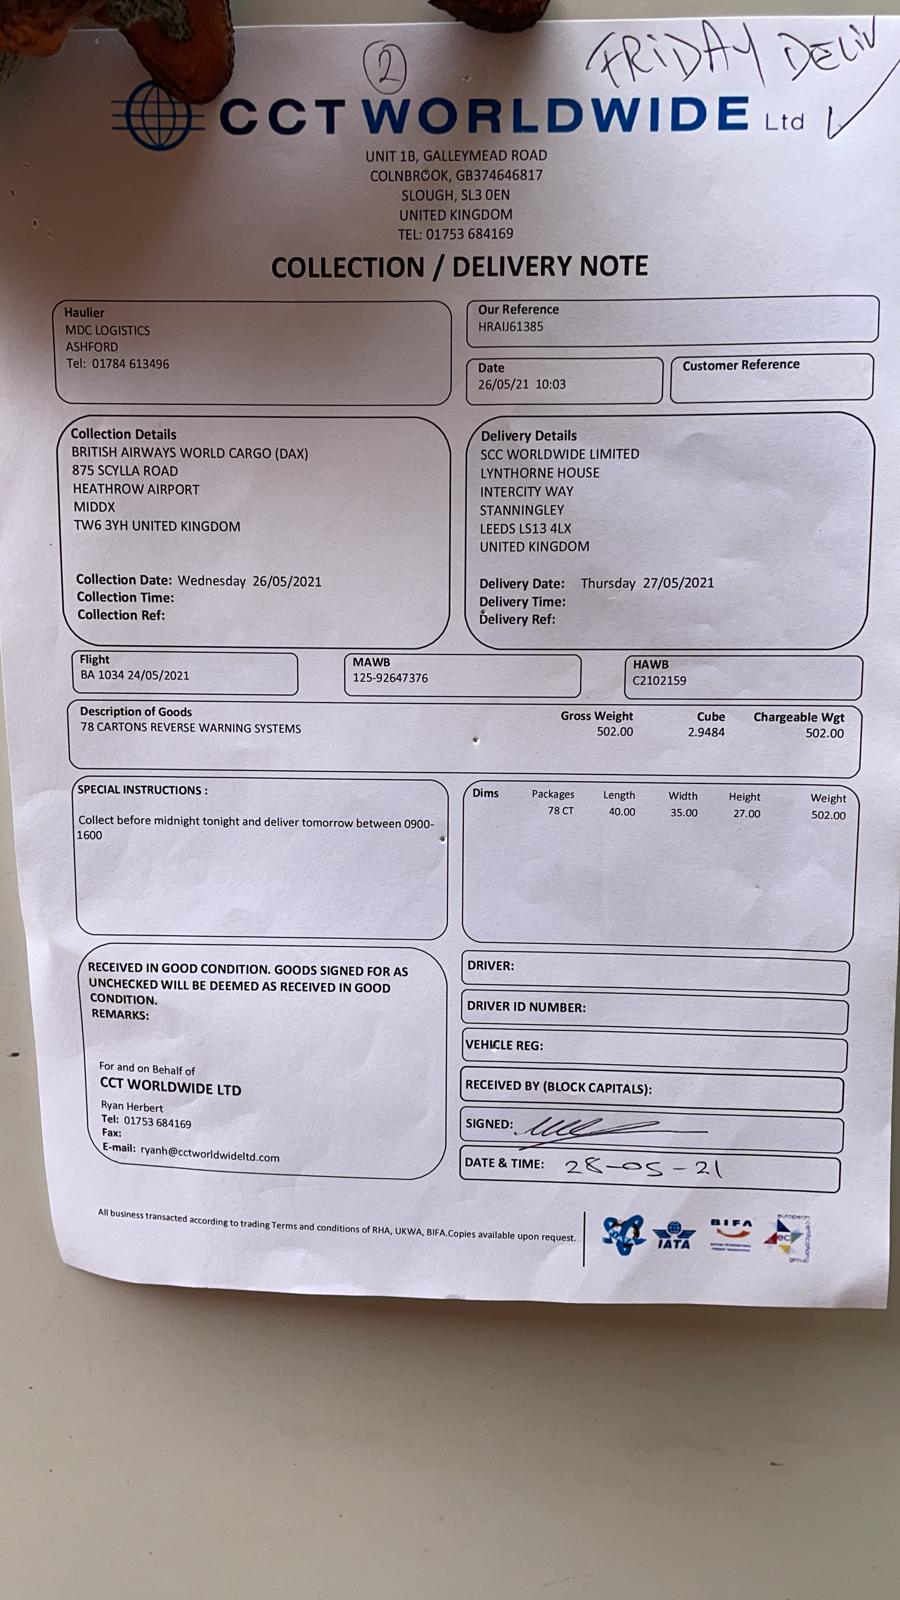 2
FRiDAY DELiV
CCT WORLDWIDE Ltd
UNIT 1B, GALLEYMEAD ROAD
COLNBROOK, GB374646817
SLOUGH, SL3 0EN
UNITED KINGDOM
TEL: 01753 684169
COLLECTION / DELIVERY NOTE
Haulier
MDC LOGISTICS
ASHFORD
Tel: 01784 613496
Our Reference
HRAIJ61385
Date
26/05/21 10:03
Customer Reference
Collection Details
BRITISH AIRWAYS WORLD CARGO (DAX)
875 SCYLLA ROAD
HEATHROW AIRPORT
MIDDX
TW6 3YH UNITED KINGDOM
Collection Date: Wednesday 26/05/2021
Collection Time:
Collection Ref:
Delivery Details
SCC WORLDWIDE LIMITED
LYNTHORNE HOUSE
INTERCITY WAY
STANNINGLEY
LEEDS LS13 4LX
UNITED KINGDOM
Delivery Date: Thursday 27/05/2021
Delivery Time:
Delivery Ref:
Flight
BA 1034 24/05/2021
MAWB
125-92647376
HAWB
C2102159
Description of Goods Gross Weight Cube Chargeable Wgt
78 CARTONS REVERSE WARNING SYSTEMS 502.00 2.9484 502.00
SPECIAL INSTRUCTIONS :
Collect before midnight tonight and deliver tomorrow between 0900-
1600
Dims Packages Length Width Height Weight
78 CT 40.00 35.00 27.00 502.00
RECEIVED IN GOOD CONDITION. GOODS SIGNED FOR AS
UNCHECKED WILL BE DEEMED AS RECEIVED IN GOOD
CONDITION.
REMARKS:
For and on Behalf of
CCT WORLDWIDE LTD
Ryan Herbert
Tel: 01753 684169
Fax:
E-mail: ryanh@cctworldwideltd.com
DRIVER:
DRIVER ID NUMBER:
VEHICLE REG:
RECEIVED BY (BLOCK CAPITALS):
SIGNED:
DATE & TIME: 28-05-21
All business transacted according to trading Terms and conditions of RHA, UKWA, BIFA.Copies available upon request.
IATA
BIFA
european
ec
certification
group